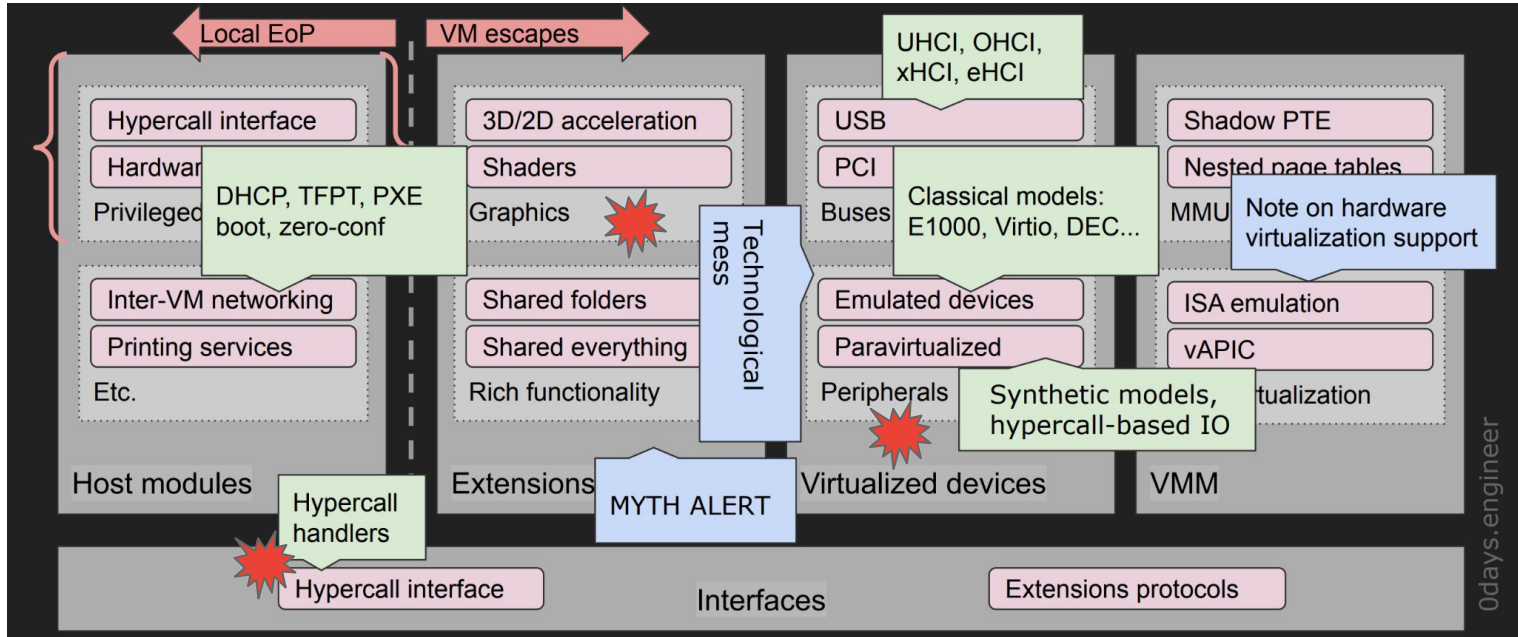 Local EoP
VM escapes
UHCI, OHCI,
xHCI, eHCI
Hypercall interface
Hardwar
Privileged
DHCP, TFPT, PXE
boot, zero-conf
Inter-VM networking
Printing services
Etc.
Host modules
3D/2D acceleration
Shaders
Graphics
Shared folders
Shared everything
Rich functionality
Extensions
Technological
mess
MYTH ALERT
USB
PCI
Buses
Classical models:
E1000, Virtio, DEC...
Emulated devices
Paravirtualized
Peripherals
Synthetic models,
hypercall-based IO
Virtualized devices
Shadow PTE
Nested page tables
MMU
Note on hardware
virtualization support
ISA emulation
vAPIC
tualization
VMM
Hypercall
handlers
Hypercall interface
Interfaces
Extensions protocols
0days.engineer